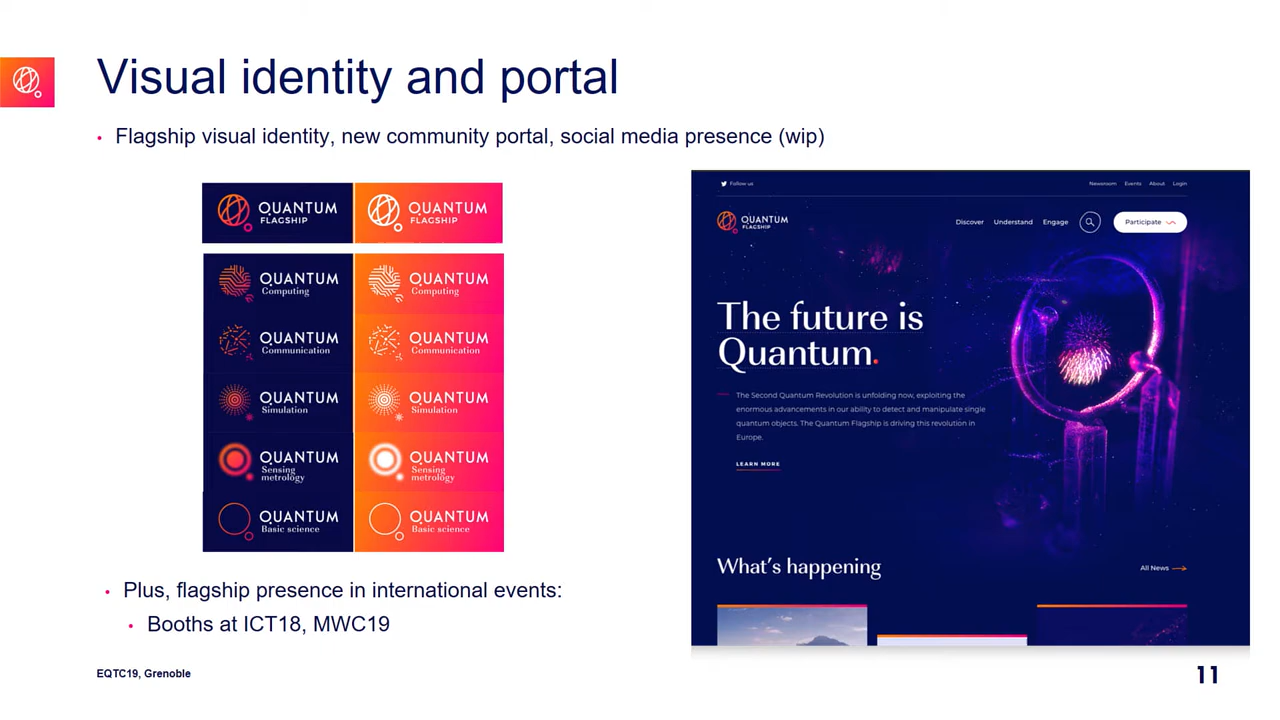 Visual identity and portal
• Flagship visual identity, new community portal, social media presence (wip)
QUANTUM
FLAGSHIP
QUANTUM
FLAGSHIP
QUANTUM
Computing
QUANTUM
Computing
QUANTUM
Communication
QUANTUM
Communication
QUANTUM
Simulation
QUANTUM
Simulation
QUANTUM
Sensing
metrology
QUANTUM
Sensing
metrology
QUANTUM
Basic science
QUANTUM
Basic science
Follow us
Newsroom Events About Login
QUANTUM
FLAGSHIP
Discover Understand Engage Participate
The future is
Quantum.
The Second Quantum Revolution is unfolding now, exploiting the
enormous advancements in our ability to detect and manipulate single
quantum objects. The Quantum Flagship is driving this revolution in
Europe.
LEARN MORE
What's happening
All News
• Plus, flagship presence in international events:
• Booths at ICT18, MWC19
EQTC19, Grenoble
11